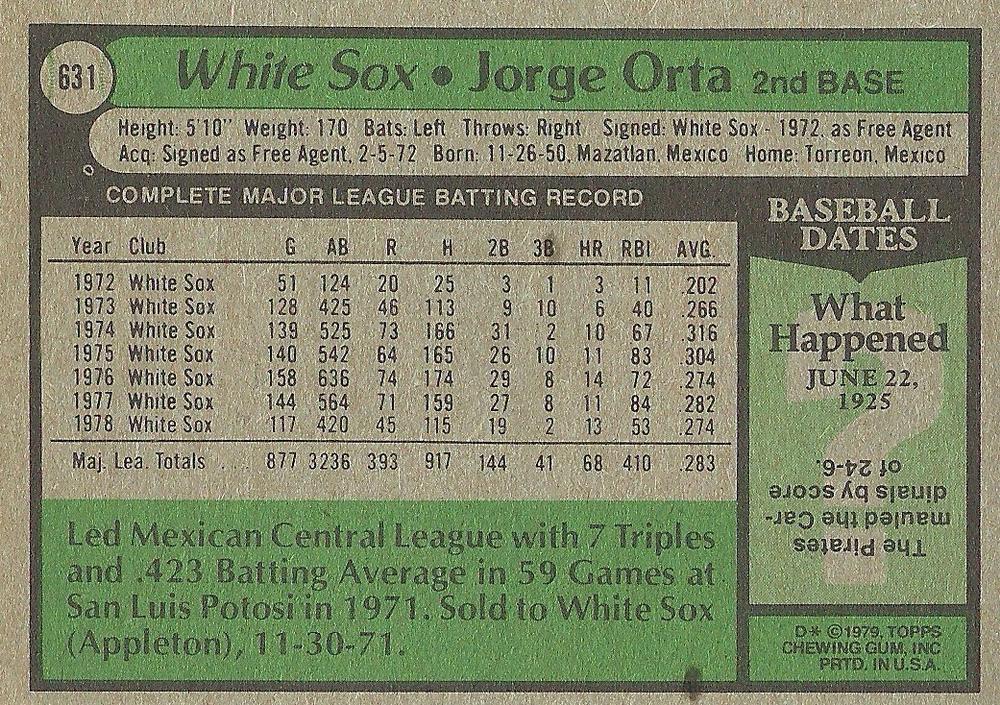 631
White Sox • Jorge Orta 2nd BASE
Height: 5'10" Weight: 170 Bats: Left Throws: Right Signed: White Sox - 1972, as Free Agent
Acq: Signed as Free Agent, 2-5-72 Born: 11-26-50, Mazatlan, Mexico Home: Torreon, Mexico
COMPLETE MAJOR LEAGUE BATTING RECORD
Year Club G AB R H 2B 3B HR RBI AVG.
1972 White Sox 51 124 20 25 3 1 3 11 .202
1973 White Sox 128 425 46 113 9 10 6 40 .266
1974 White Sox 139 525 73 166 31 2 10 67 .316
1975 White Sox 140 542 64 165 26 10 11 83 .304
1976 White Sox 158 636 74 174 29 8 14 72 .274
1977 White Sox 144 564 71 159 27 8 11 84 .282
1978 White Sox 117 420 45 115 19 2 13 53 .274
Maj. Lea. Totals .... 877 3236 393 917 144 41 68 410 .283
Led Mexican Central League with 7 Triples
and .423 Batting Average in 59 Games at
San Luis Potosi in 1971. Sold to White Sox
(Appleton), 11-30-71.
BASEBALL
DATES
What
Happened
JUNE 22,
1925
?
The Pirates
mauled the Car-
dinals by score
of 24-6.
D* ©1979, TOPPS
CHEWING GUM, INC
PRTD. IN U.S.A.